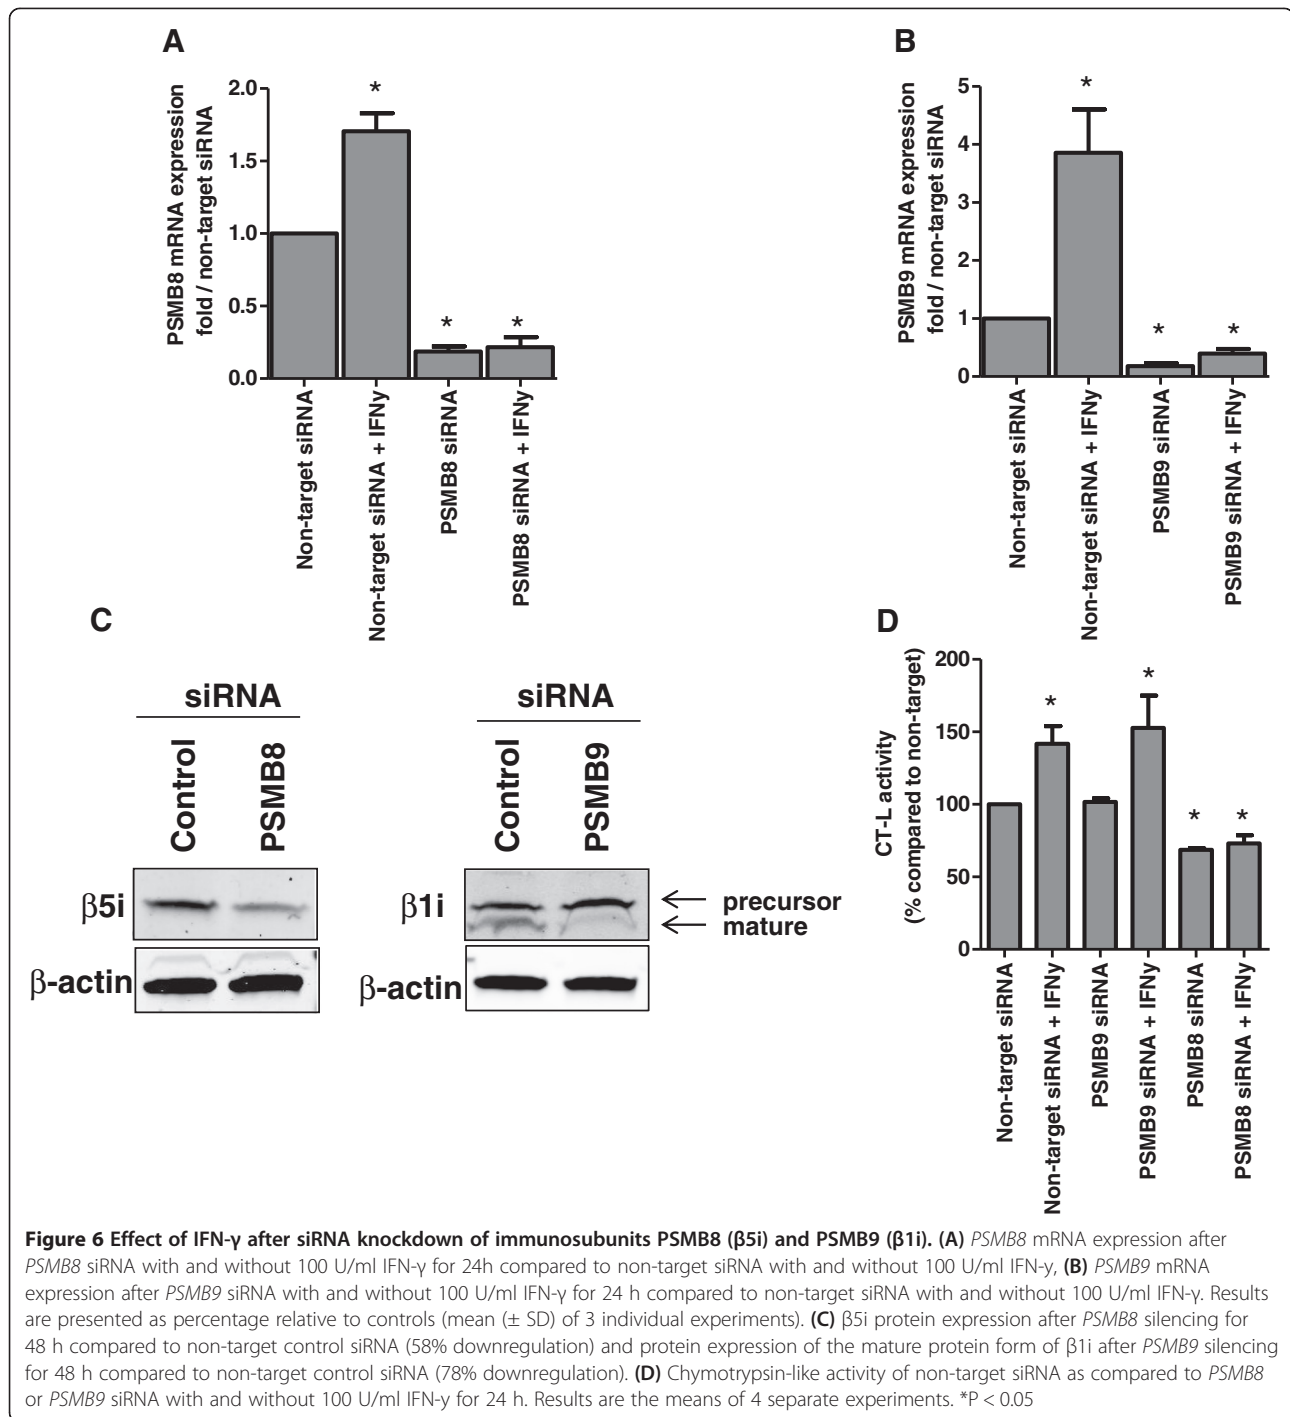 A
PSMB8 mRNA expression
fold / non-target siRNA
2.0
1.5
1.0
0.5
0.0
*
*
*
Non-target siRNA
Non-target siRNA + IFNy
PSMB8 siRNA
PSMB8 siRNA + IFNy
B
PSMB9 mRNA expression
fold / non-target siRNA
5
4
3
2
1
0
*
*
*
Non-target siRNA
Non-target siRNA + IFNy
PSMB9 siRNA
PSMB9 siRNA + IFNy
C
siRNA
Control
PSMB8
β5i
β-actin
siRNA
Control
PSMB9
β1i
precursor
mature
β-actin
D
CT-L activity
(% compared to non-target)
200
150
100
50
0
*
*
*
*
Non-target siRNA
Non-target siRNA + IFNy
PSMB9 siRNA
PSMB9 siRNA + IFNy
PSMB8 siRNA
PSMB8 siRNA + IFNy
Figure 6 Effect of IFN-γ after siRNA knockdown of immunosubunits PSMB8 (β5i) and PSMB9 (β1i). (A) PSMB8 mRNA expression after
PSMB8 siRNA with and without 100 U/ml IFN-γ for 24h compared to non-target siRNA with and without 100 U/ml IFN-y, (B) PSMB9 mRNA
expression after PSMB9 siRNA with and without 100 U/ml IFN-γ for 24 h compared to non-target siRNA with and without 100 U/ml IFN-γ. Results
are presented as percentage relative to controls (mean (± SD) of 3 individual experiments). (C) β5i protein expression after PSMB8 silencing for
48 h compared to non-target control siRNA (58% downregulation) and protein expression of the mature protein form of β1i after PSMB9 silencing
for 48 h compared to non-target control siRNA (78% downregulation). (D) Chymotrypsin-like activity of non-target siRNA as compared to PSMB8
or PSMB9 siRNA with and without 100 U/ml IFN-y for 24 h. Results are the means of 4 separate experiments. *P < 0.05